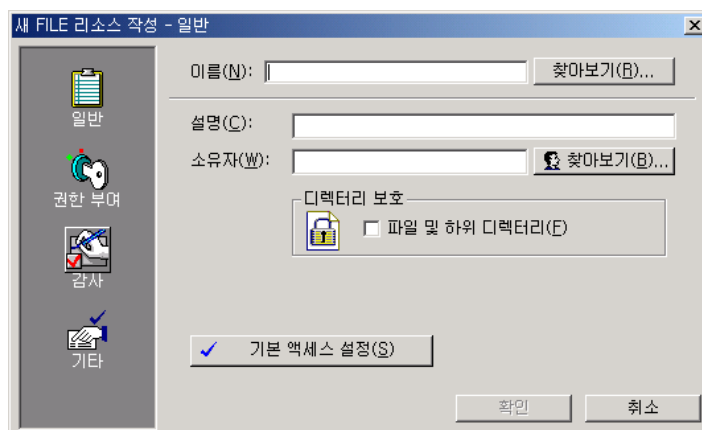 새 FILE 리소스 작성 - 일반
일반
권한 부여
감사
기타
이름(N):
찾아보기(R)...
설명(C):
소유자(W):
찾아보기(B)...
디렉터리 보호
파일 및 하위 디렉터리(F)
기본 액세스 설정(S)
확인
취소